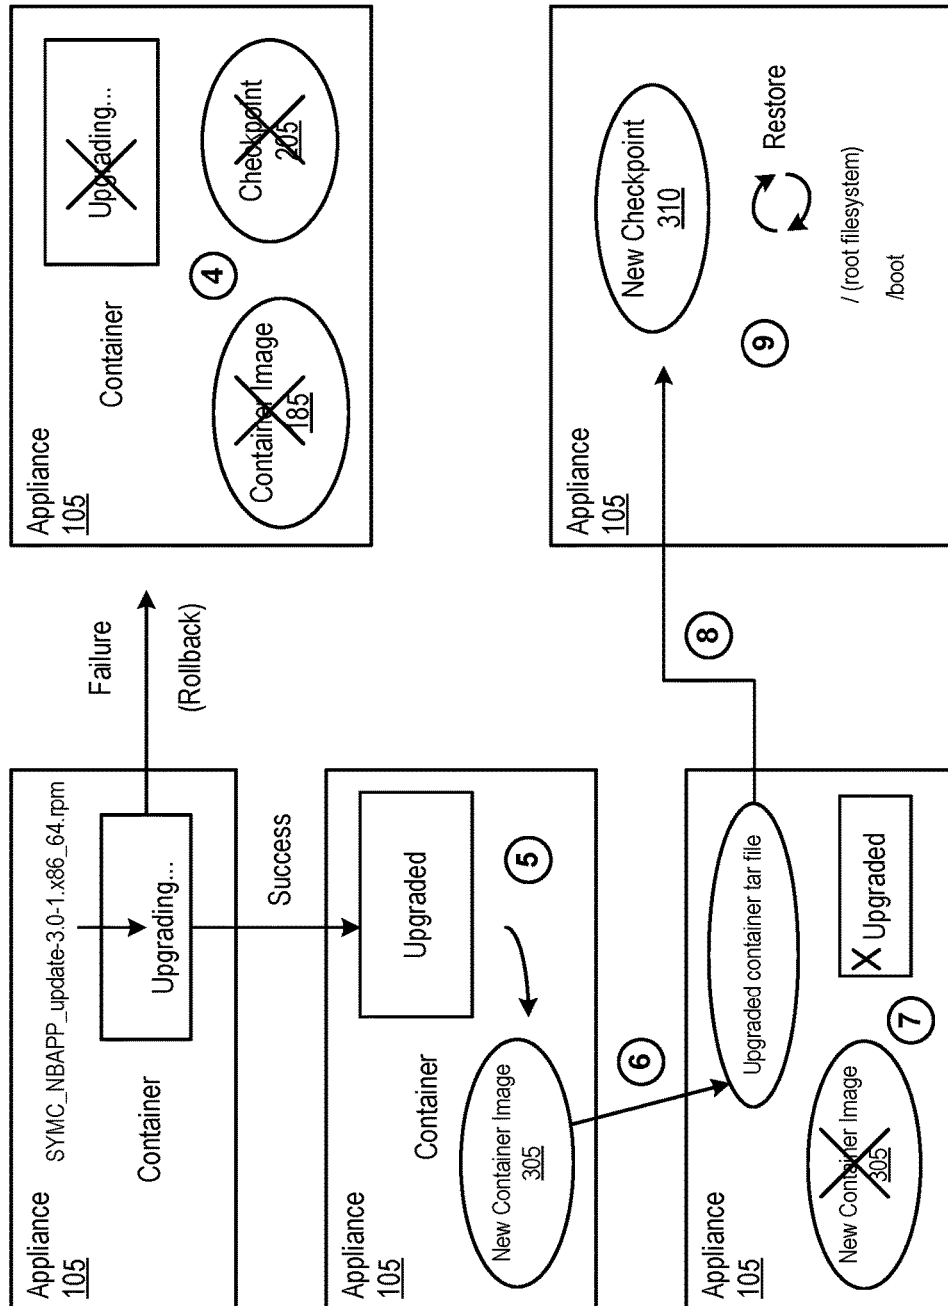 Appliance
105
SYMC_NBAPP_update-3.0-1.x86_64.rpm
Container
Upgrading...
Failure
(Rollback)
Appliance
105
Container
Upgrading...
4
Container Image
185
Checkpoint
205
Success
Appliance
105
Container
Upgraded
5
New Container Image
305
6
Appliance
105
Upgraded container tar file
New Container Image
305
7
X Upgraded
8
Appliance
105
New Checkpoint
310
9
Restore
/ (root filesystem)
/boot